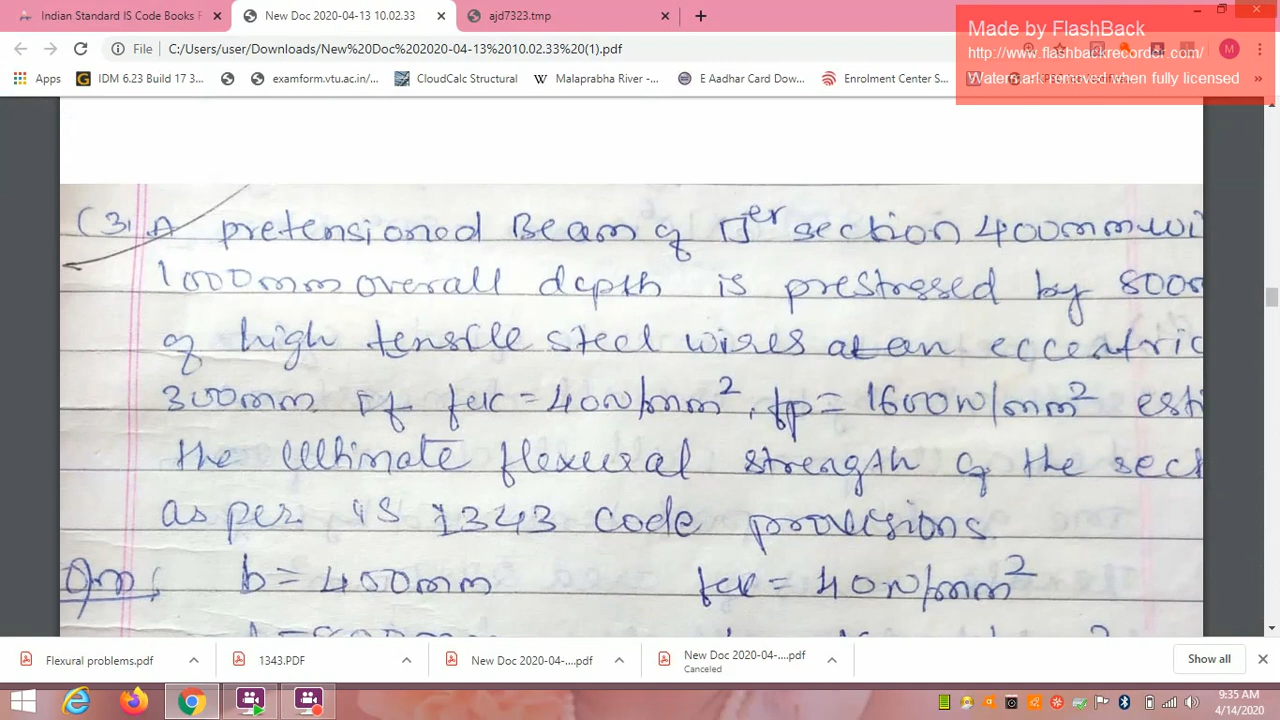 Indian Standard IS Code Books F
New Doc 2020-04-13 10.02.33
ajd7323.tmp
Made by FlashBack
http://www.flashbackrecorder.com/
Watermark removed when fully licensed
File
C:/Users/user/Downloads/New%20Doc%202020-04-13%2010.02.33%20(1).pdf
M
Apps
IDM 6.23 Build 17 3...
examform.vtu.ac.in/...
CloudCalc Structural
Malaprabha River -...
E Aadhar Card Dow...
Enrolment Center S...
(3) A pretensioned Beam of er section 400mm wi
1000mm overall depth is prestressed by 800
of high tensile steel wires at an eccentric
300mm If fck = 40N/mm², fp = 1600N/mm² esti
the Ultimate flexural strength of the sect
as per IS 1343 code provisions.
b = 400mm fck = 40N/mm²
Flexural problems.pdf
1343.PDF
New Doc 2020-04-....pdf
New Doc 2020-04-....pdf
Canceled
Show all
9:35 AM
4/14/2020